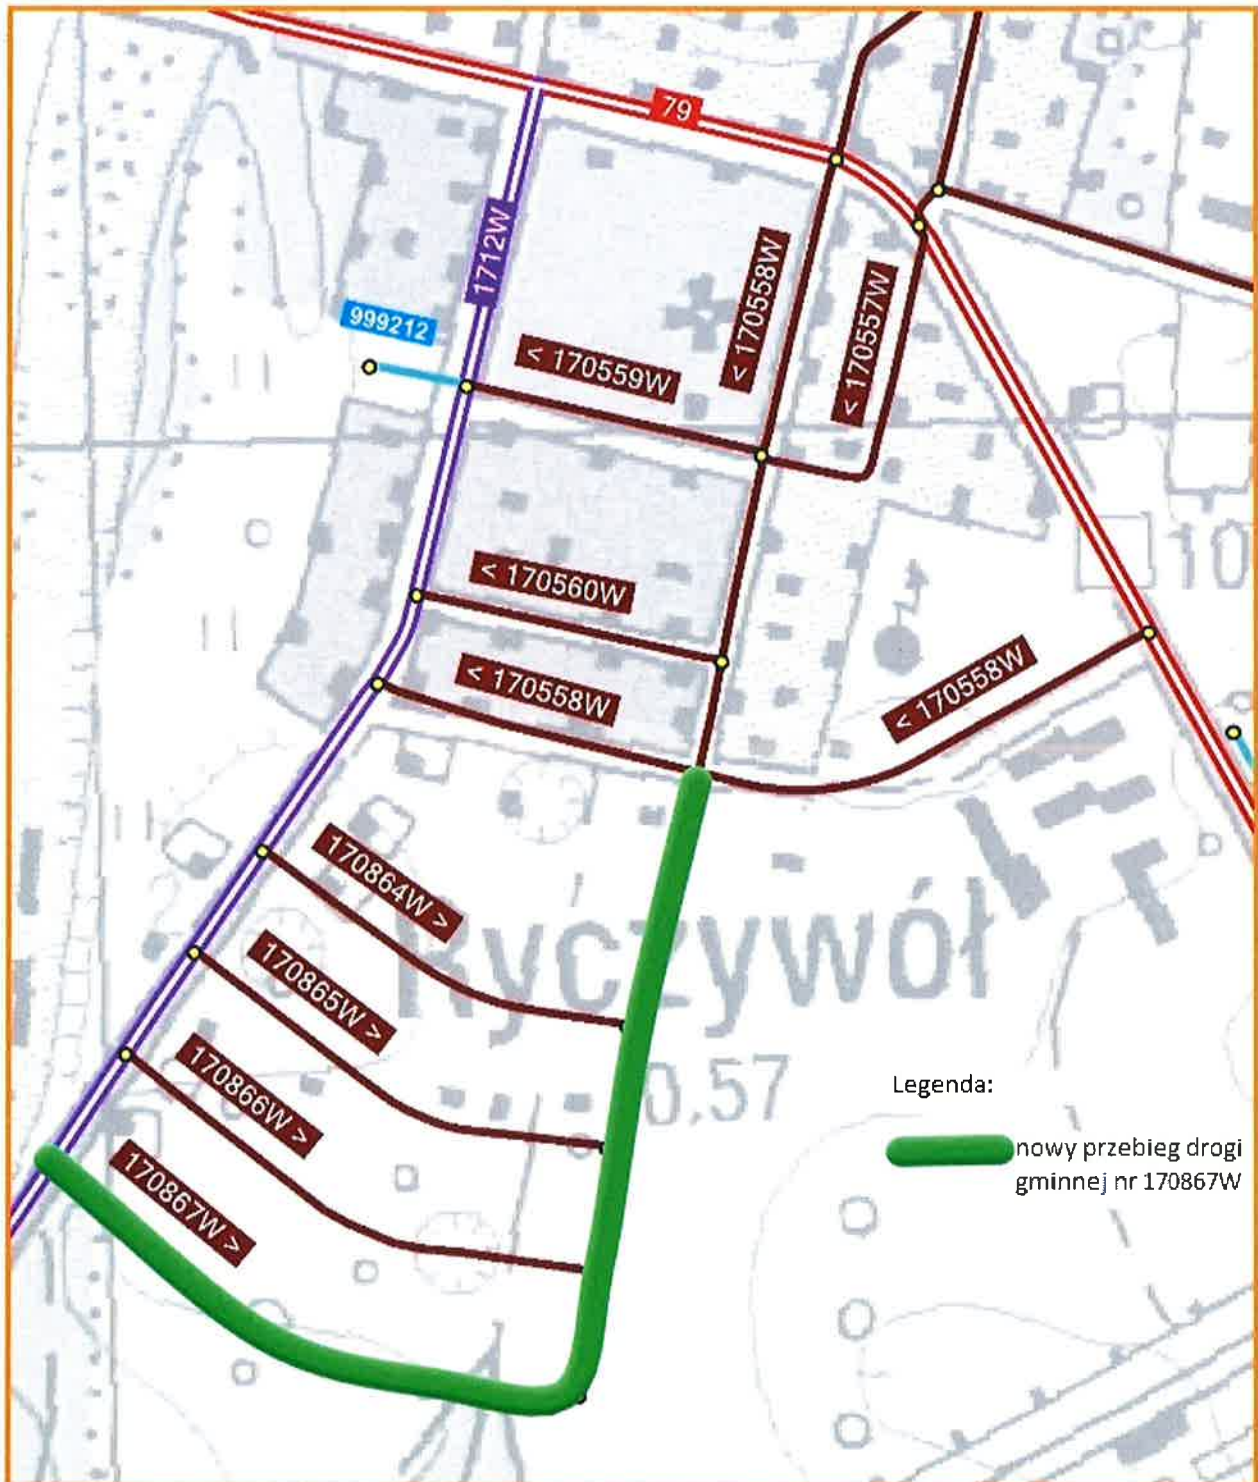 79
1712W
< 170558W
< 170557W
999212
< 170559W
10
< 170560W
< 170558W
< 170558W
170864W >
Ryczywół
170865W >
170866W >
0,57
170867W >
Legenda:
nowy przebieg drogi
gminnej nr 170867W